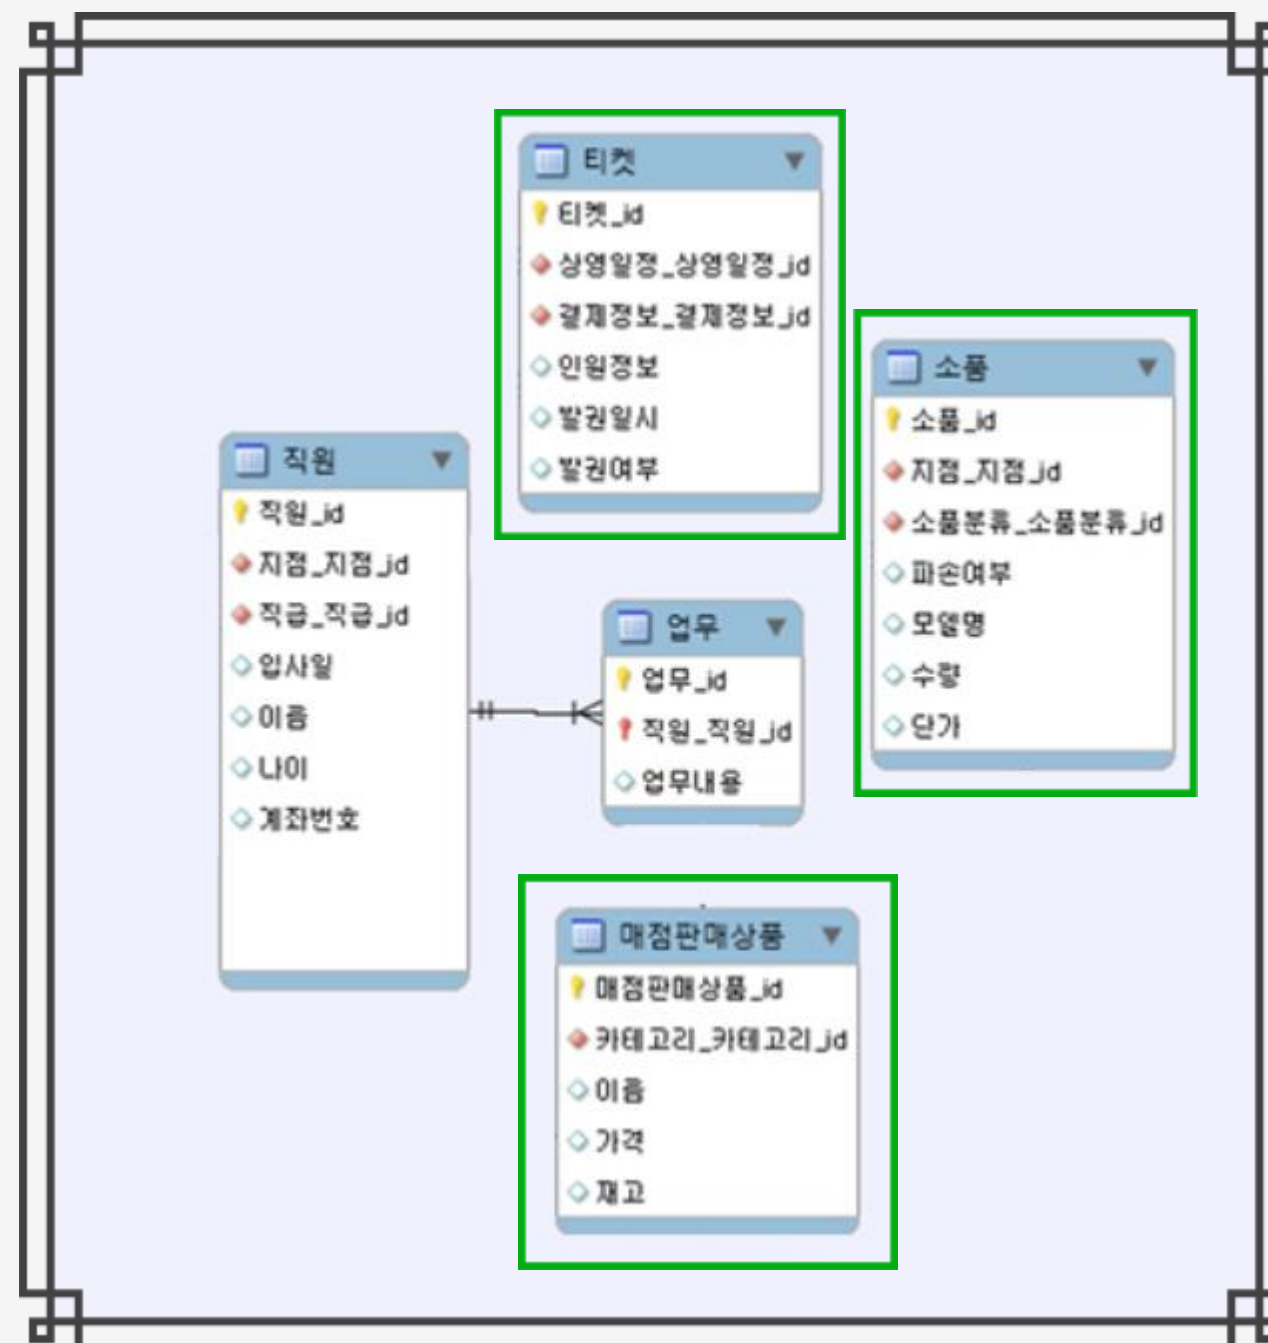 티켓
티켓_id
상영일정_상영일정_id
결제정보_결제정보_id
인원정보
발권일시
발권여부
소품
소품_id
지점_지점_id
소품분류_소품분류_id
파손여부
모델명
수량
단가
직원
직원_id
지점_지점_id
직급_직급_id
입사일
이름
나이
계좌번호
업무
업무_id
직원_직원_id
업무내용
매점판매상품
매점판매상품_id
카테고리_카테고리_id
이름
가격
재고